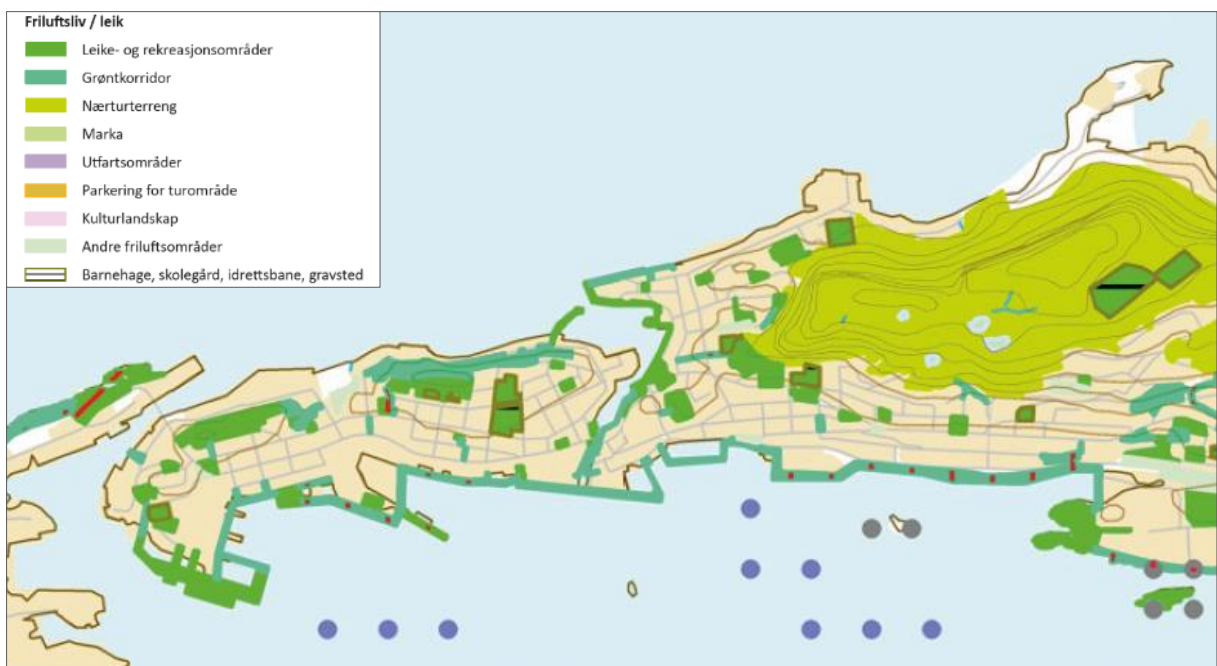 Friluftsliv / leik
Leike- og rekreasjonsområder
Grøntkorridor
Nærturterreng
Marka
Utfartsområder
Parkering for turområde
Kulturlandskap
Andre friluftsområder
Barnehage, skolegård, idrettsbane, gravsted